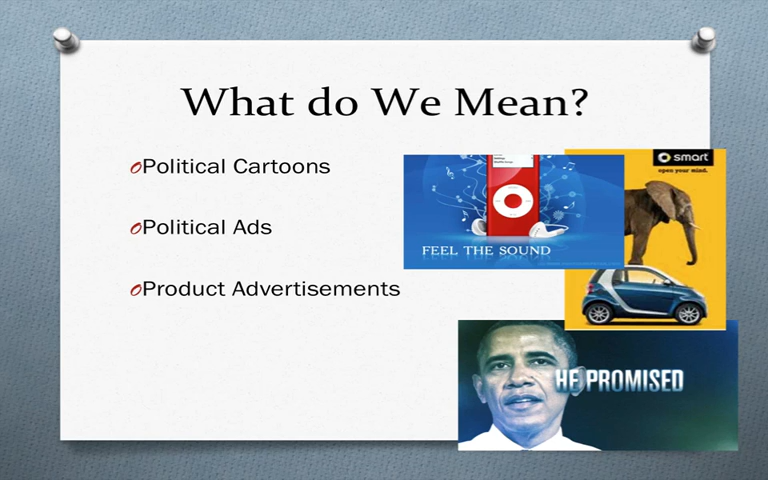 What do We Mean?
Political Cartoons
Political Ads
Product Advertisements
FEEL THE SOUND
smart
open your mind.
HE PROMISED